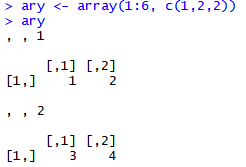 > ary <- array(1:6, c(1,2,2))
> ary
, , 1
     [,1] [,2]
[1,]    1    2
, , 2
     [,1] [,2]
[1,]    3    4